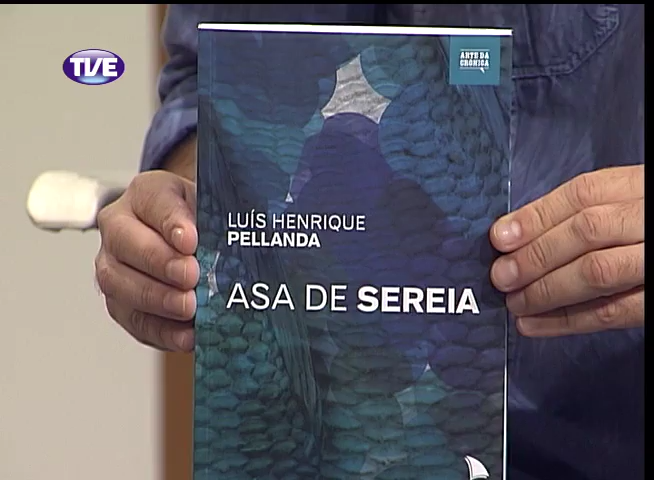 TVE
ARTE DA
CRÔNICA
LUÍS HENRIQUE
PELLANDA
ASA DE SEREIA